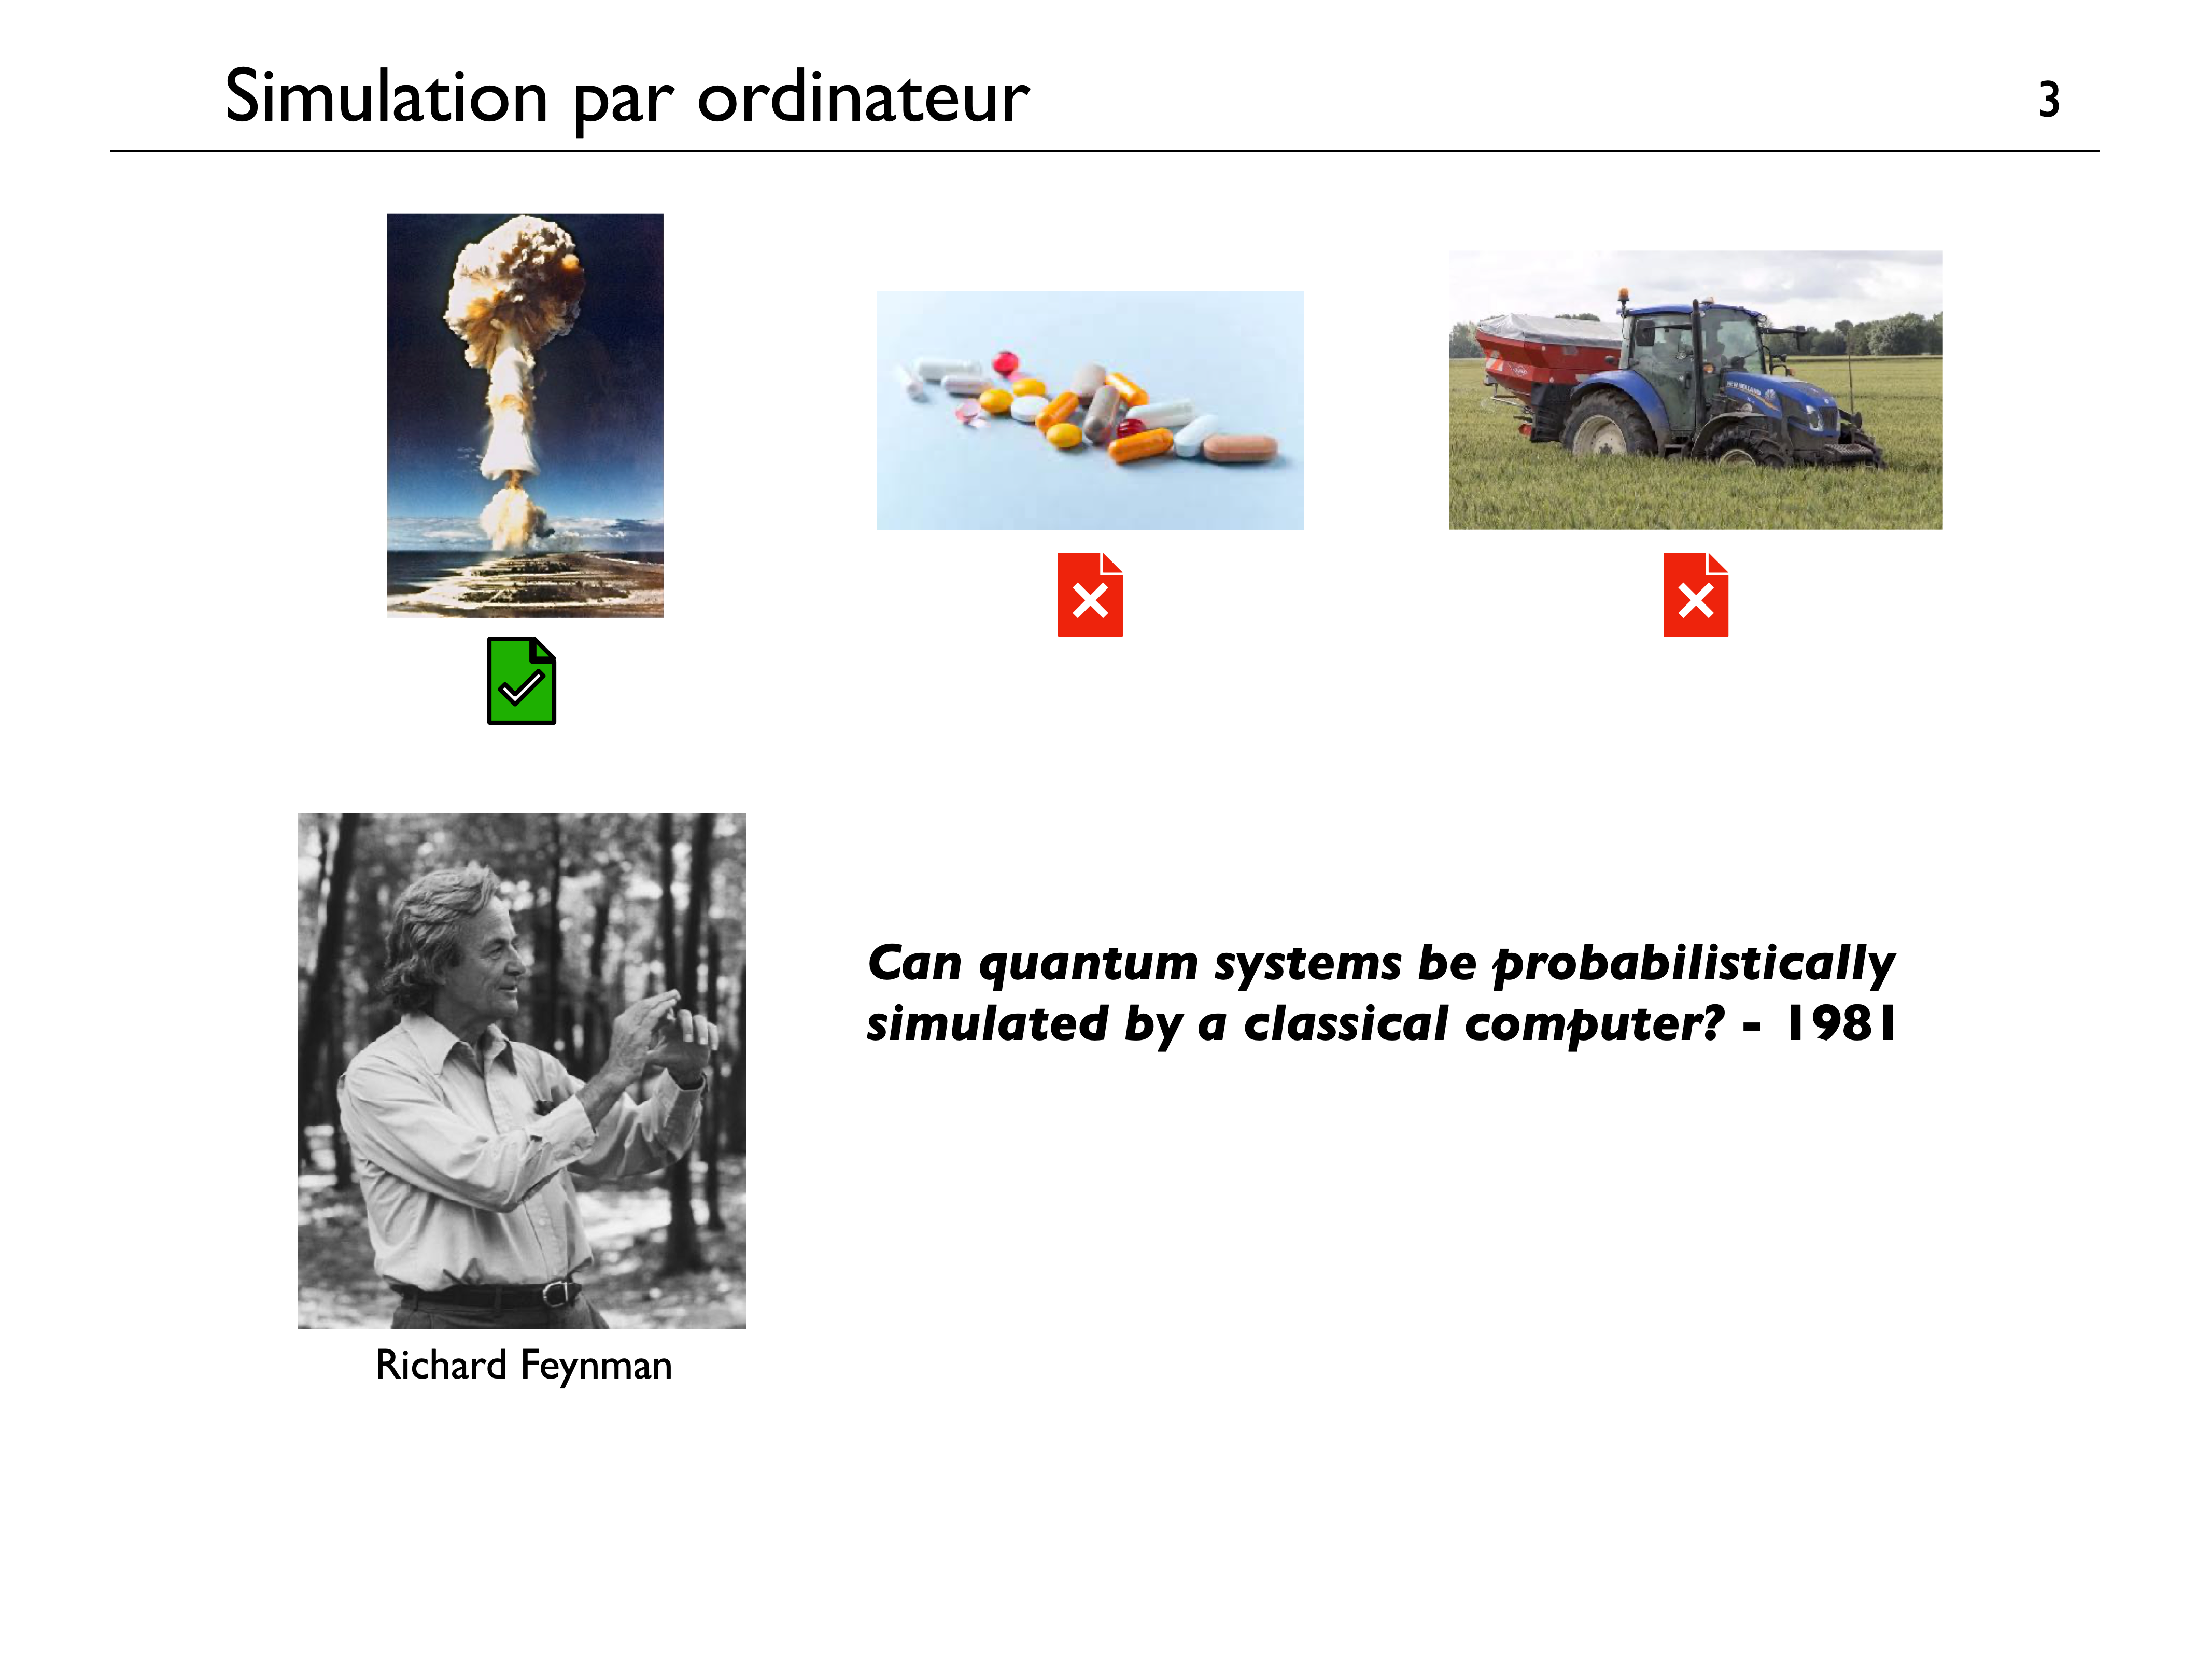 Simulation par ordinateur
3
Can quantum systems be probabilistically
simulated by a classical computer? - 1981
Richard Feynman